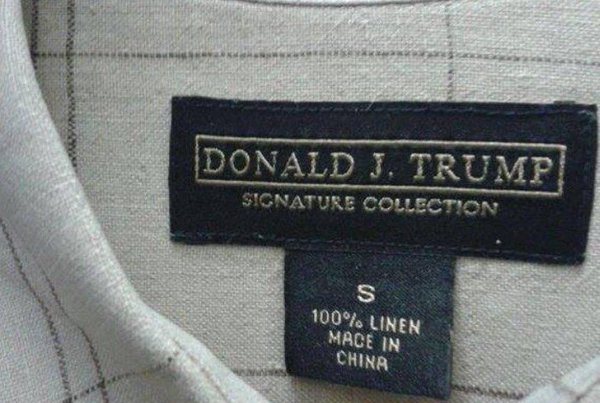 DONALD J. TRUMP
SIGNATURE COLLECTION
S
100% LINEN
MADE IN
CHINA